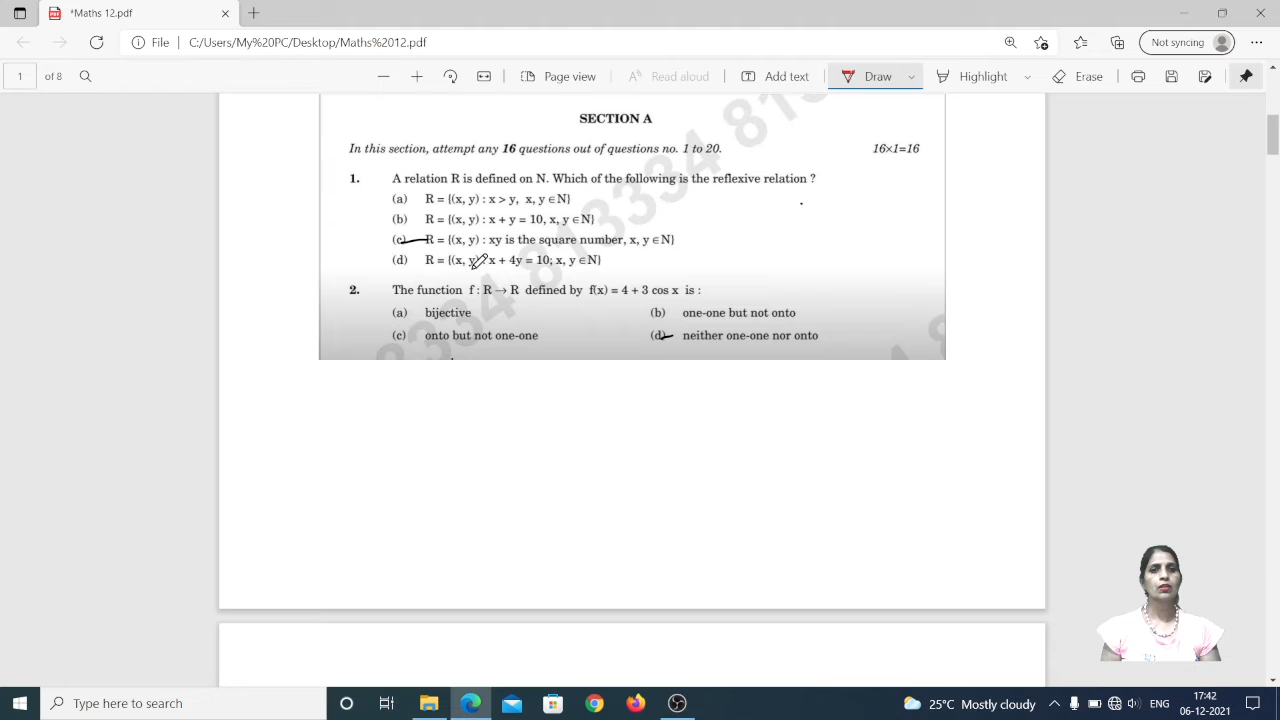 *Maths 12.pdf
File C:/Users/My%20PC/Desktop/Maths%2012.pdf Not syncing
1 of 8 Page view Read aloud Add text Draw Highlight Erase
813334 813
SECTION A
In this section, attempt any 16 questions out of questions no. 1 to 20. 16×1=16
1. A relation R is defined on N. Which of the following is the reflexive relation ?
(a) R = {(x, y) : x > y, x, y ∈ N}
(b) R = {(x, y) : x + y = 10, x, y ∈ N}
(c) R = {(x, y) : xy is the square number, x, y ∈ N}
(d) R = {(x, y) x + 4y = 10; x, y ∈ N}
2. The function f : R → R defined by f(x) = 4 + 3 cos x is :
(a) bijective (b) one-one but not onto
(c) onto but not one-one (d) neither one-one nor onto
Type here to search 25°C Mostly cloudy 17:42
06-12-2021